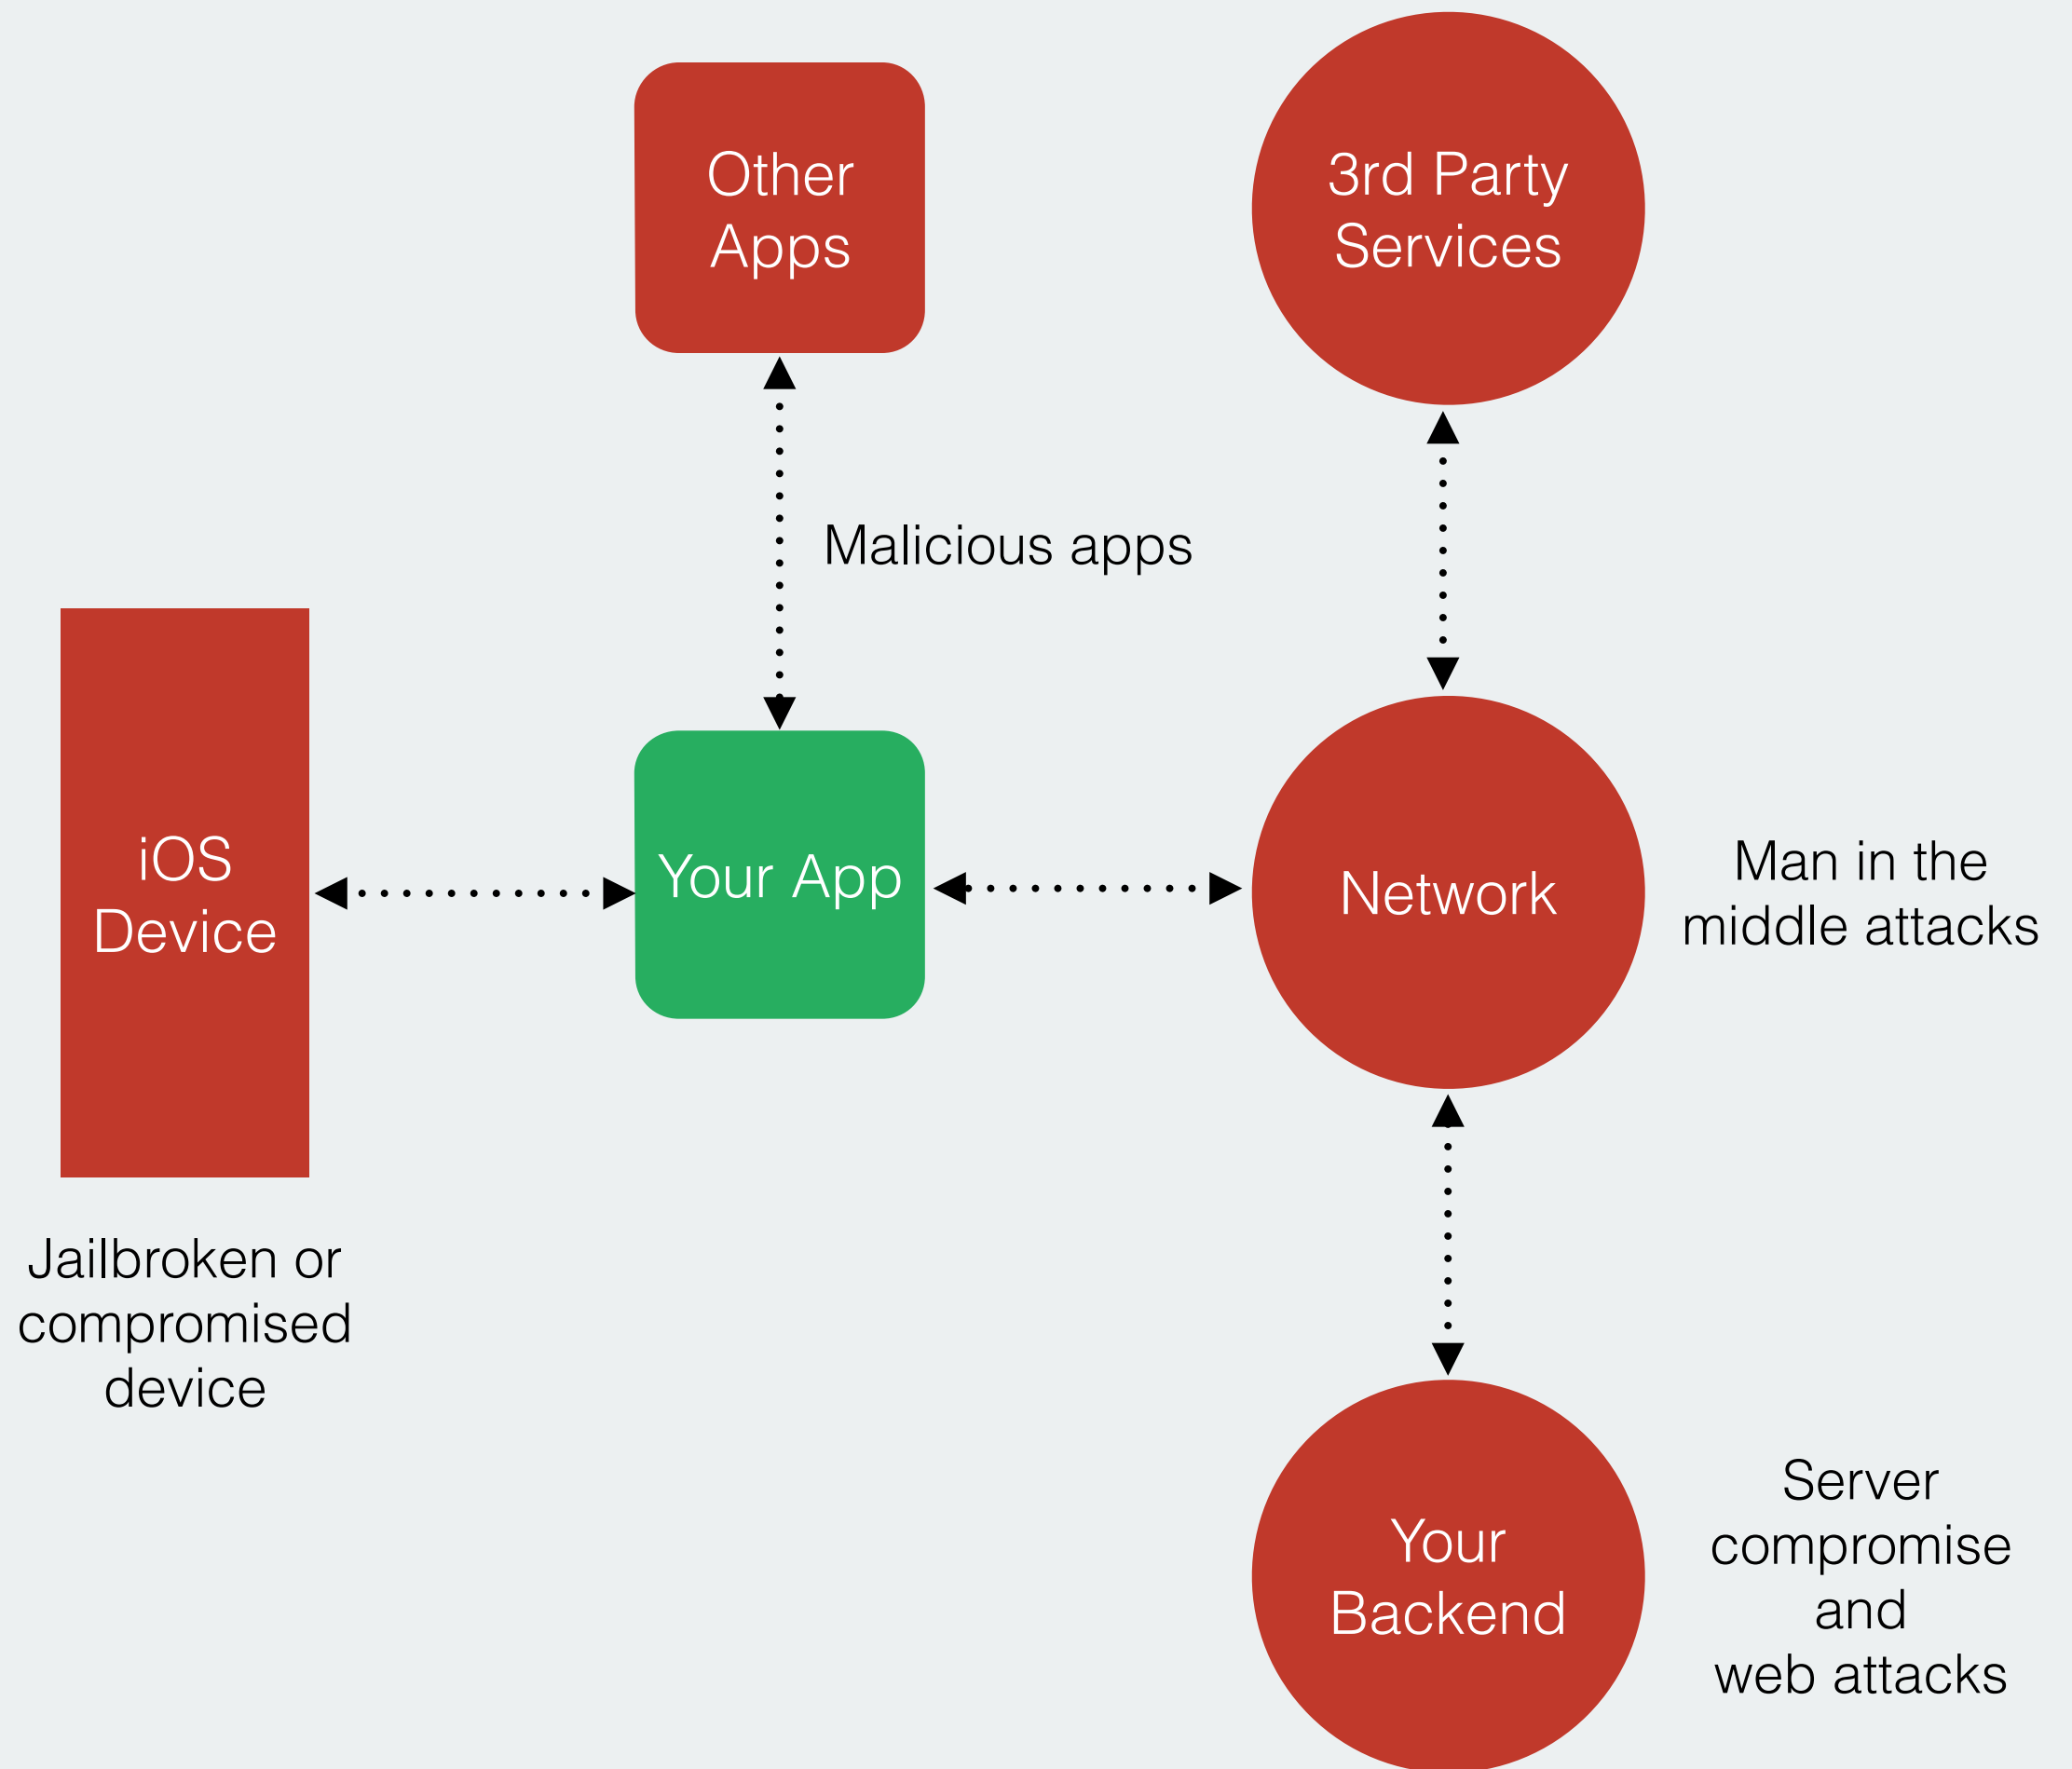 Other
Apps
3rd Party
Services
Malicious apps
iOS
Device
Your App
Network
Man in the
middle attacks
Jailbroken or
compromised
device
Your
Backend
Server
compromise
and
web attacks